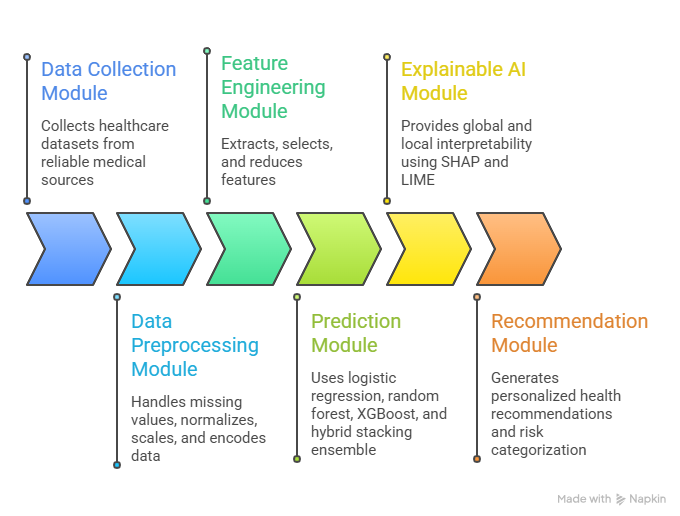 Data Collection
Module
Collects healthcare
datasets from
reliable medical
sources
Feature
Engineering
Module
Extracts, selects,
and reduces
features
Explainable AI
Module
Provides global and
local interpretability
using SHAP and
LIME
Data
Preprocessing
Module
Handles missing
values, normalizes,
scales, and encodes
data
Prediction
Module
Uses logistic
regression, random
forest, XGBoost, and
hybrid stacking
ensemble
Recommendation
Module
Generates
personalized health
recommendations
and risk
categorization
Made with Napkin